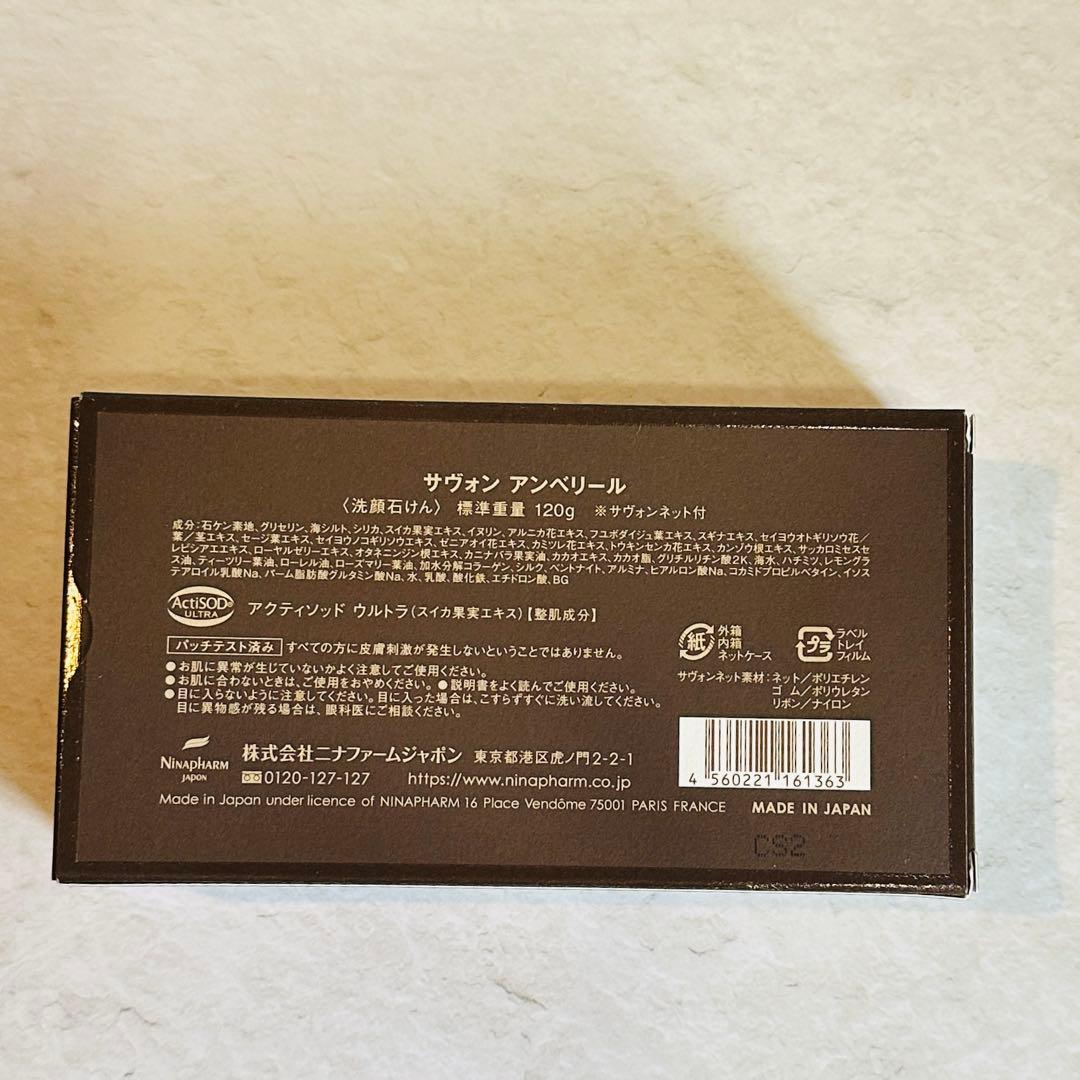 サヴォン アンベリール
〈洗顔石けん〉 標準重量 120g ※サヴォンネット付
成分:石ケン素地、グリセリン、海シルト、シリカ、スイカ果実エキス、イヌリン、アルニカ花エキス、フユボダイジュ葉エキス、スギナエキス、セイヨウオトギリソウ花/
葉/茎エキス、セージ葉エキス、セイヨウノコギリソウエキス、ゼニアオイ花エキス、カミツレ花エキス、トウキンセンカ花エキス、カンゾウ根エキス、サッカロミセスセ
レビシアエエキス、ローヤルゼリーエキス、オタネニンジン根エキス、カニナバラ果実油、カカオエキス、カカオ脂、グリチルリチン酸2K、海水、ハチミツ、レモングラ
ス油、ティーツリー葉油、ローレル油、ローズマリー葉油、加水分解コラーゲン、シルク、ベントナイト、アルミナ、ヒアルロン酸Na、コカミドプロピルベタイン、イソス
テアロイル乳酸Na、パーム脂肪酸グルタミン酸Na、水、乳酸、酸化鉄、エチドロン酸、BG
ActiSOD®
ULTRA
アクティソッド ウルトラ(スイカ果実エキス)【整肌成分】
パッチテスト済み すべての方に皮膚刺激が発生しないということではありません。
●お肌に異常が生じていないかよく注意してご使用ください。
●お肌に合わないときは、ご使用をおやめください。●説明書をよく読んでご使用ください。
●目に入らないように注意してください。目に入った場合は、こすらずすぐに洗い流してください。
目に異物感が残る場合は、眼科医にご相談ください。
紙
外箱
内箱
ネットケース
プラ
ラベル
トレイ
フィルム
サヴォンネット素材:ネット/ポリエチレン
ゴム/ポリウレタン
リボン/ナイロン
NINAPHARM
JAPON
株式会社ニナファームジャポン 東京都港区虎ノ門2-2-1
0120-127-127 https://www.ninapharm.co.jp
4 560221 161363
Made in Japan under licence of NINAPHARM 16 Place Vendôme 75001 PARIS FRANCE MADE IN JAPAN
CS2